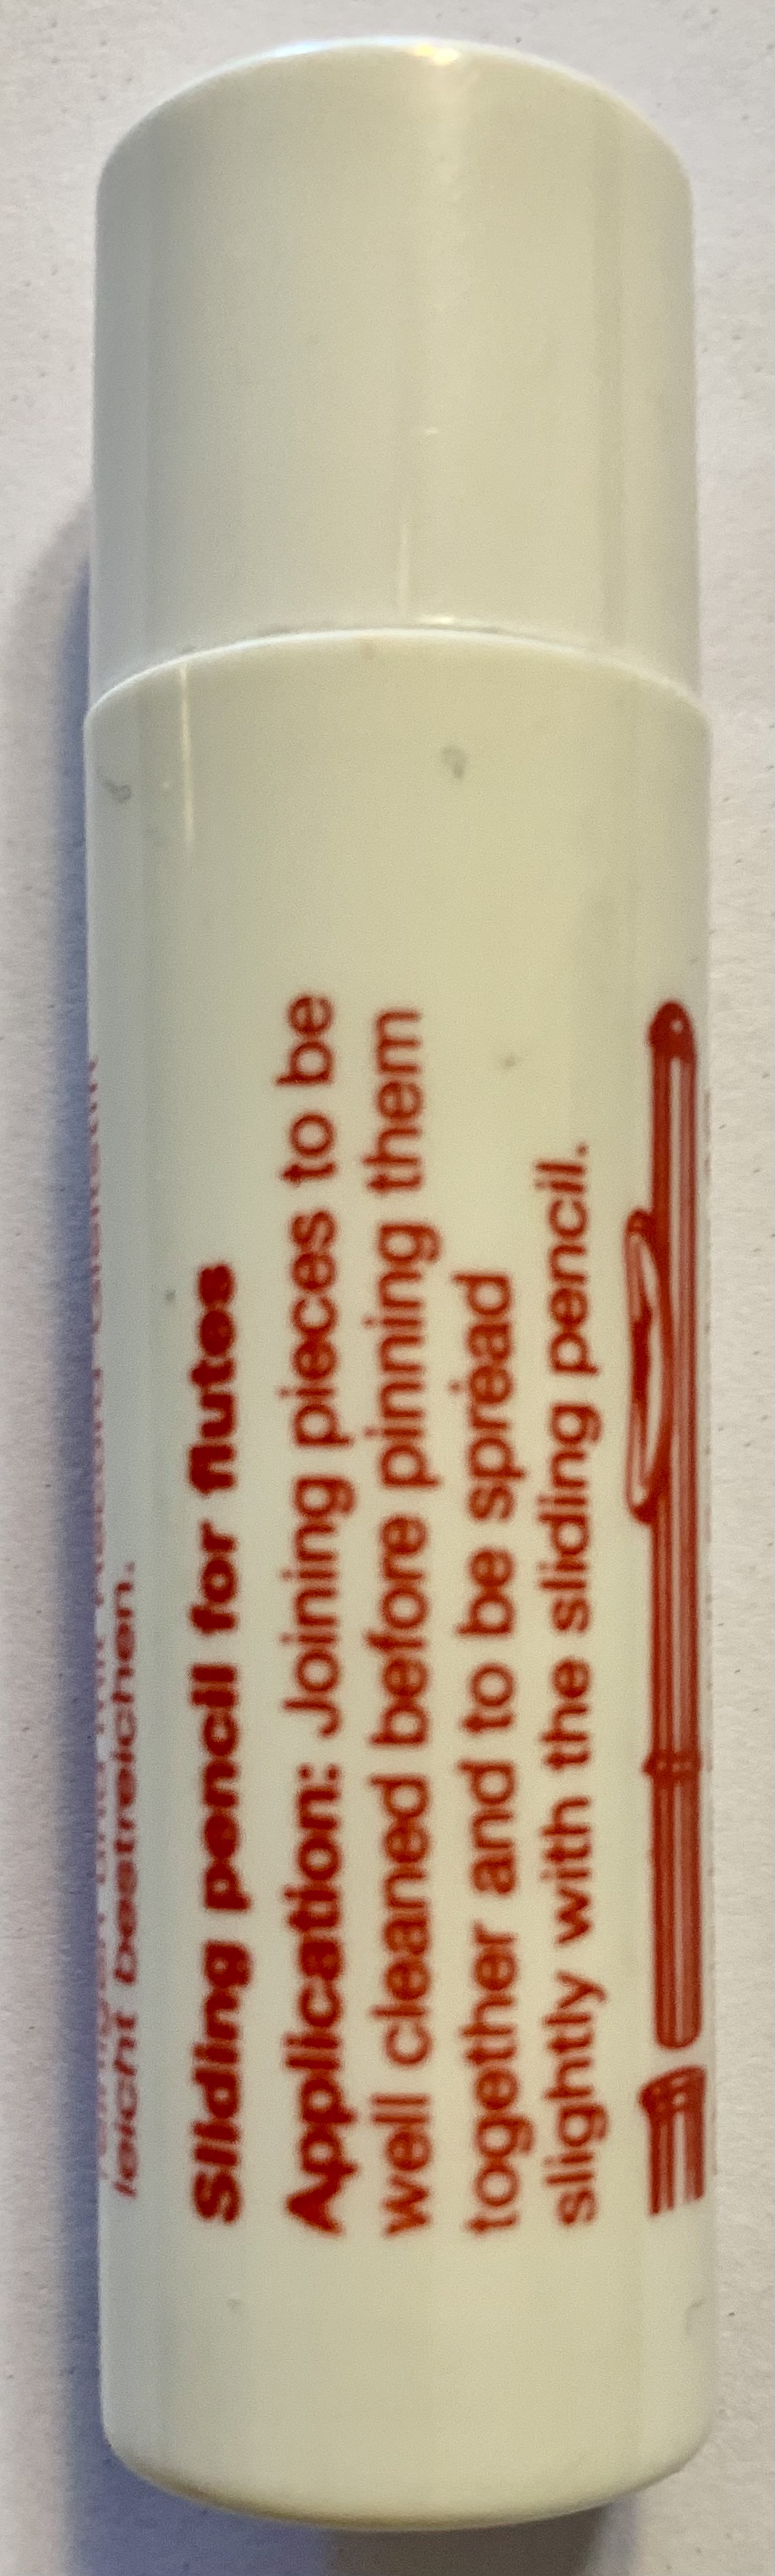 leicht bestreichen.
Sliding pencil for flutes
Application: Joining pieces to be
well cleaned before pinning them
together and to be spread
slightly with the sliding pencil.